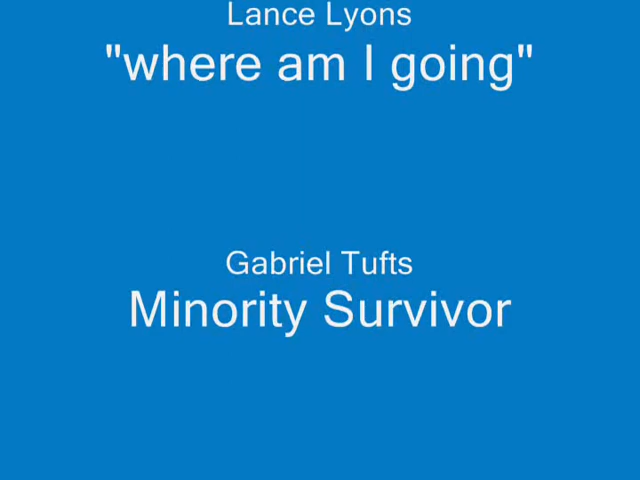 Lance Lyons
"where am I going"
Gabriel Tufts
Minority Survivor